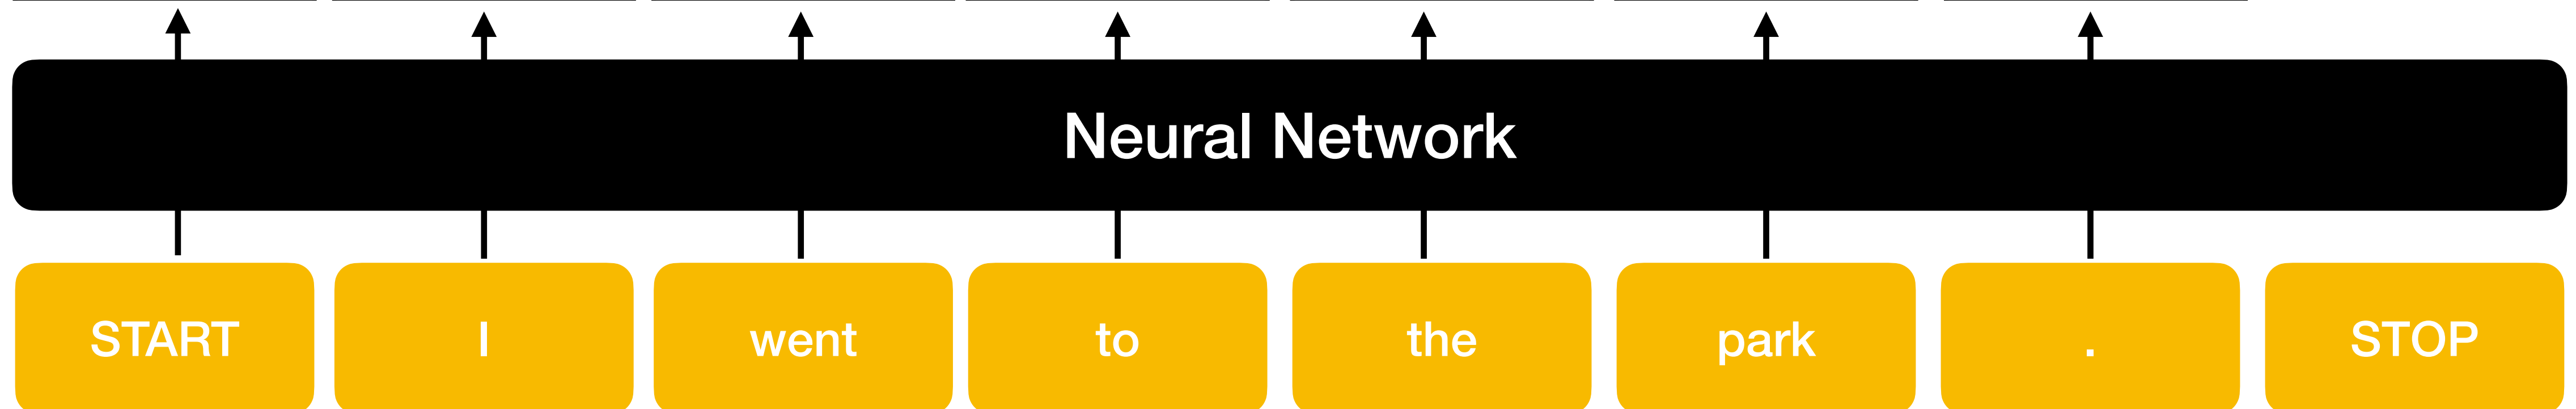 Neural Network
START I went to the park . STOP